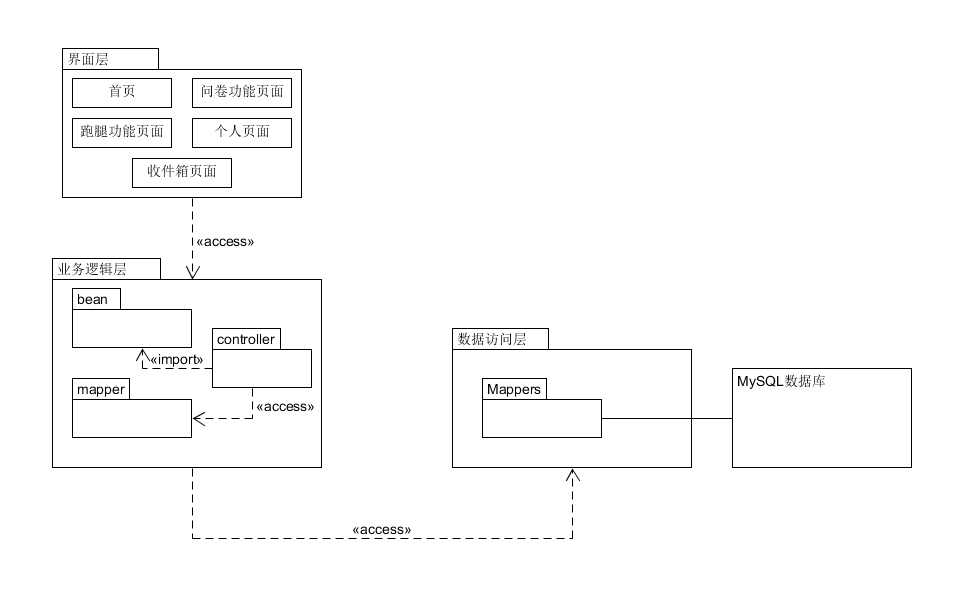 界面层
首页
问卷功能页面
跑腿功能页面
个人页面
收件箱页面
«access»
业务逻辑层
bean
controller
«import»
mapper
«access»
数据访问层
Mappers
MySQL数据库
«access»